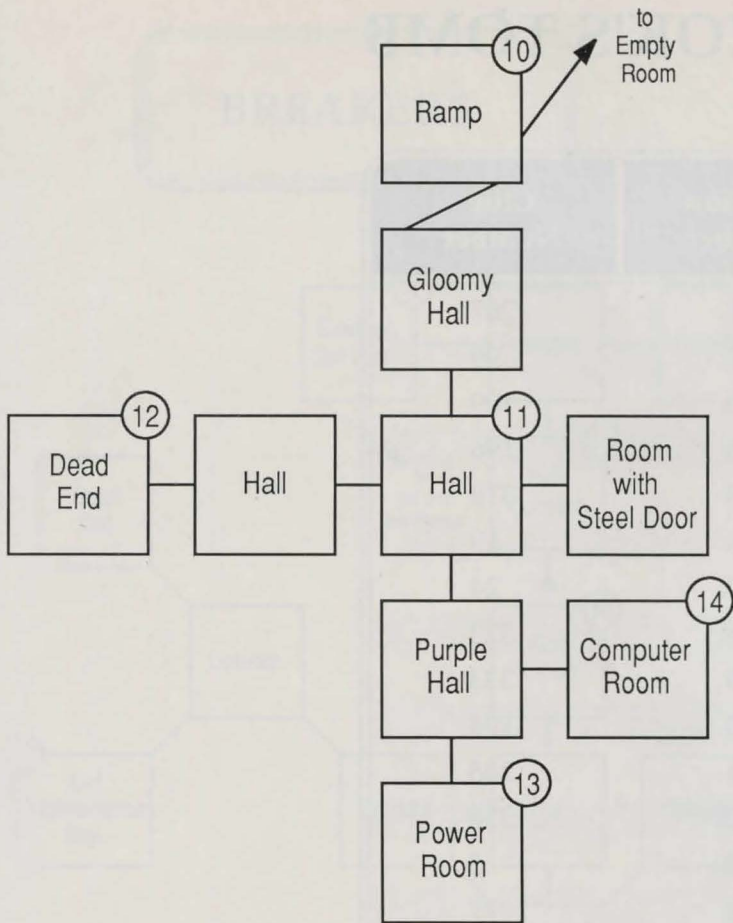 to
Empty
Room
10
Ramp
Gloomy
Hall
12
11
Dead
End
Hall
Hall
Room
with
Steel Door
14
Purple
Hall
Computer
Room
13
Power
Room